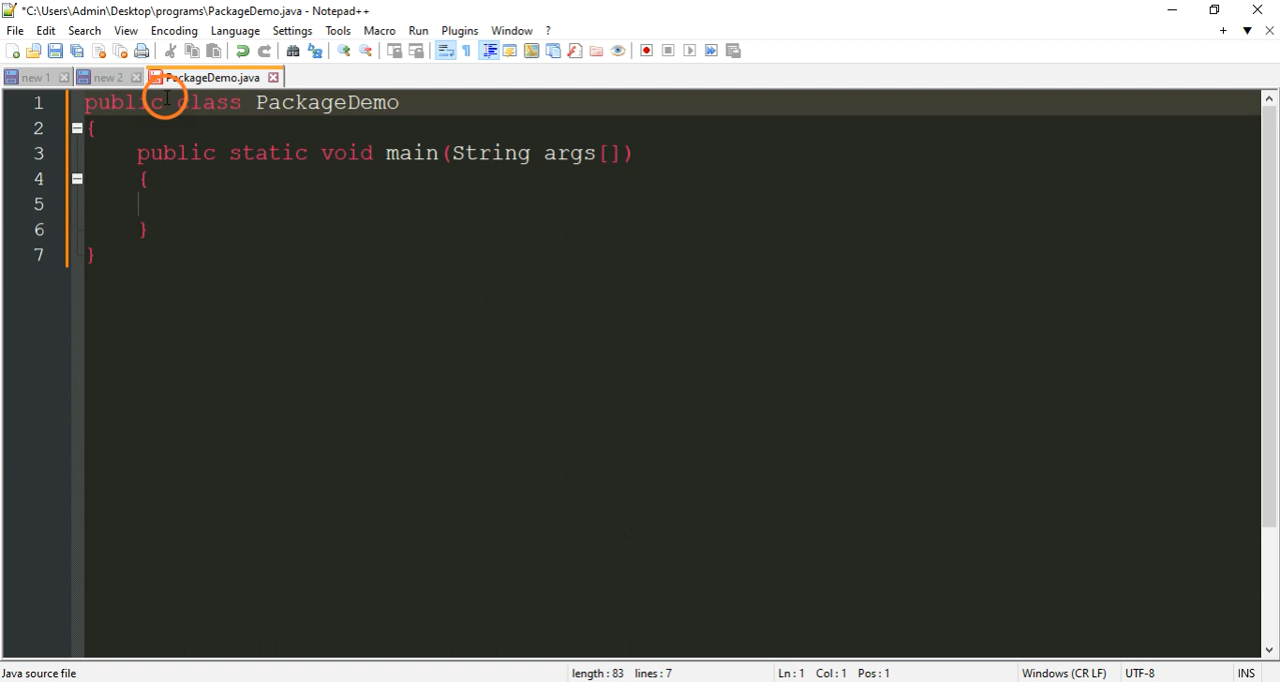 *C:\Users\Admin\Desktop\programs\PackageDemo.java - Notepad++
File Edit Search View Encoding Language Settings Tools Macro Run Plugins Window ?
new 1 new 2 PackageDemo.java
1 public class PackageDemo
2 {
3 public static void main(String args[])
4 {
5
6 }
7 }
Java source file length : 83 lines : 7 Ln : 1 Col : 1 Pos : 1 Windows (CR LF) UTF-8 INS